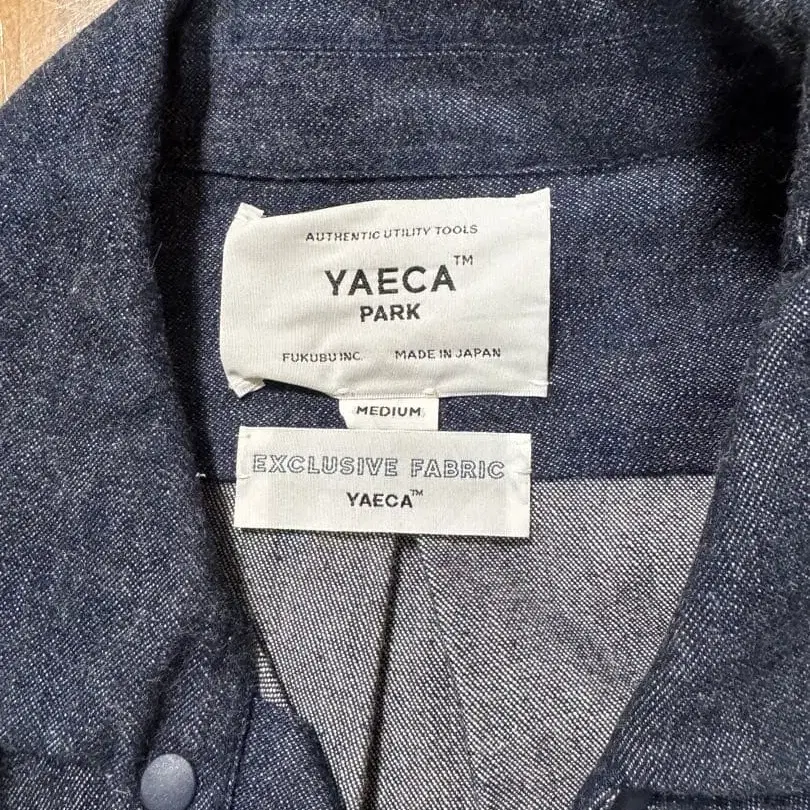 AUTHENTIC UTILITY TOOLS
YAECA™
PARK
FUKUBU INC. MADE IN JAPAN
MEDIUM
EXCLUSIVE FABRIC
YAECA™